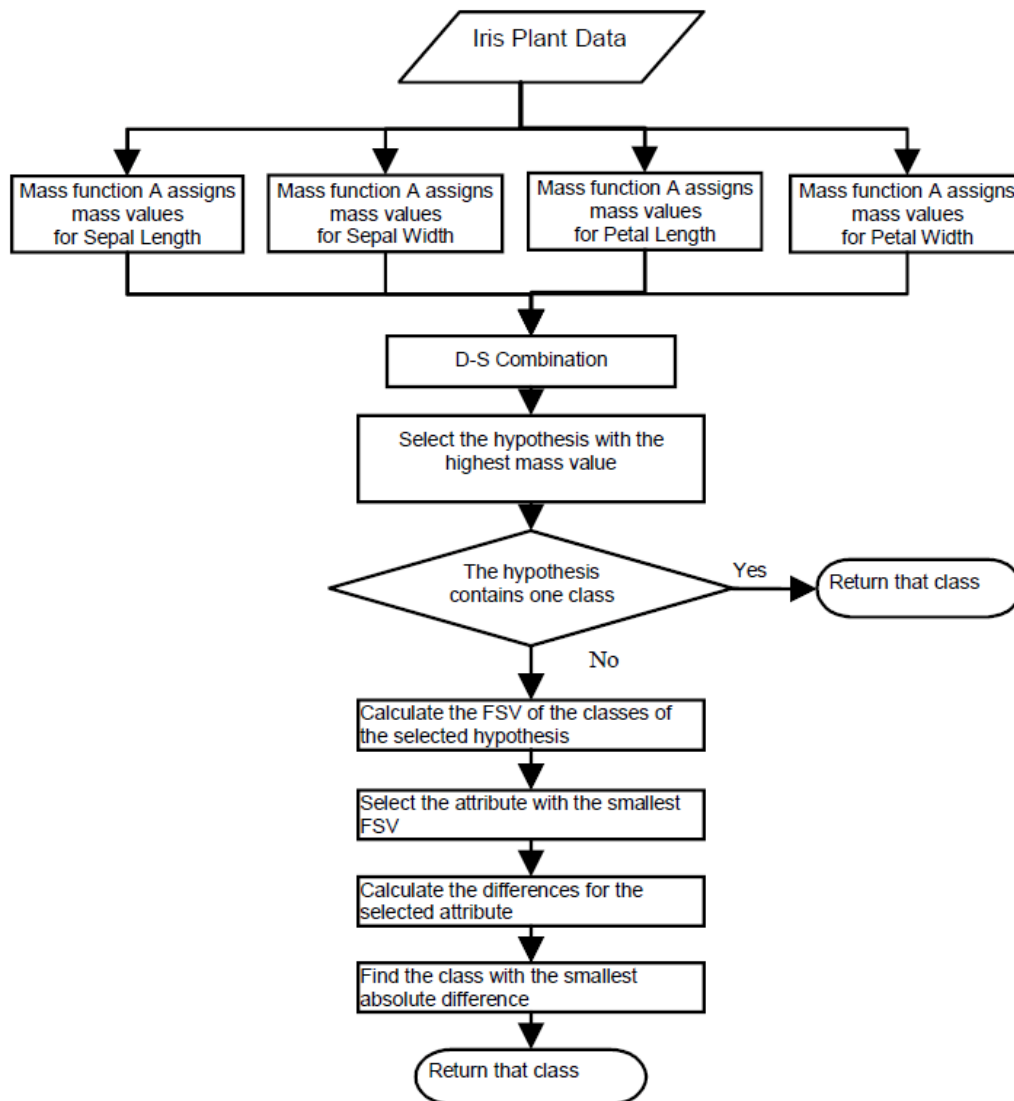 Iris Plant Data
Mass function A assigns
mass values
for Sepal Length
Mass function A assigns
mass values
for Sepal Width
Mass function A assigns
mass values
for Petal Length
Mass function A assigns
mass values
for Petal Width
D-S Combination
Select the hypothesis with the
highest mass value
The hypothesis
contains one class
Yes
Return that class
No
Calculate the FSV of the classes of
the selected hypothesis
Select the attribute with the smallest
FSV
Calculate the differences for the
selected attribute
Find the class with the smallest
absolute difference
Return that class